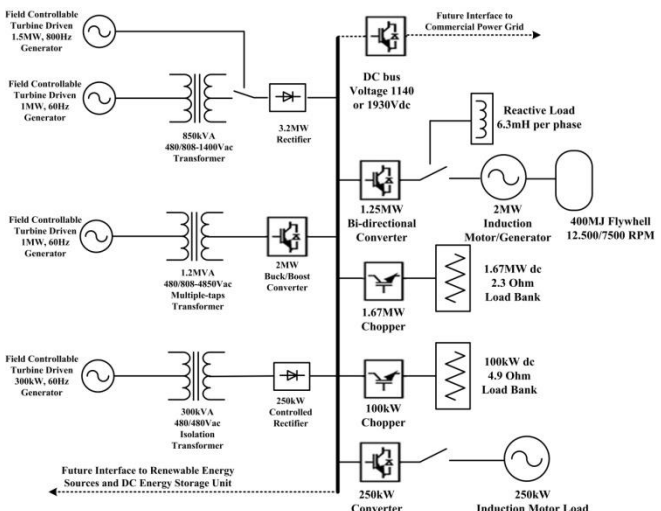 Field Controllable
Turbine Driven
1.5MW, 800Hz
Generator
Field Controllable
Turbine Driven
1MW, 60Hz
Generator
850kVA
480/808-1400Vac
Transformer
3.2MW
Rectifier
Future Interface to
Commercial Power Grid
DC bus
Voltage 1140
or 1930Vdc
Reactive Load
6.3mH per phase
1.25MW
Bi-directional
Converter
2MW
Induction
Motor/Generator
400MJ Flywhell
12.500/7500 RPM
Field Controllable
Turbine Driven
1MW, 60Hz
Generator
1.2MVA
480/808-4850Vac
Multiple-taps
Transformer
2MW
Buck/Boost
Converter
1.67MW
Chopper
1.67MW dc
2.3 Ohm
Load Bank
Field Controllable
Turbine Driven
300kW, 60Hz
Generator
300kVA
480/480Vac
Isolation
Transformer
250kW
Controlled
Rectifier
100kW
Chopper
100kW dc
4.9 Ohm
Load Bank
Future Interface to Renewable Energy
Sources and DC Energy Storage Unit
250kW
Converter
250kW
Induction Motor Load